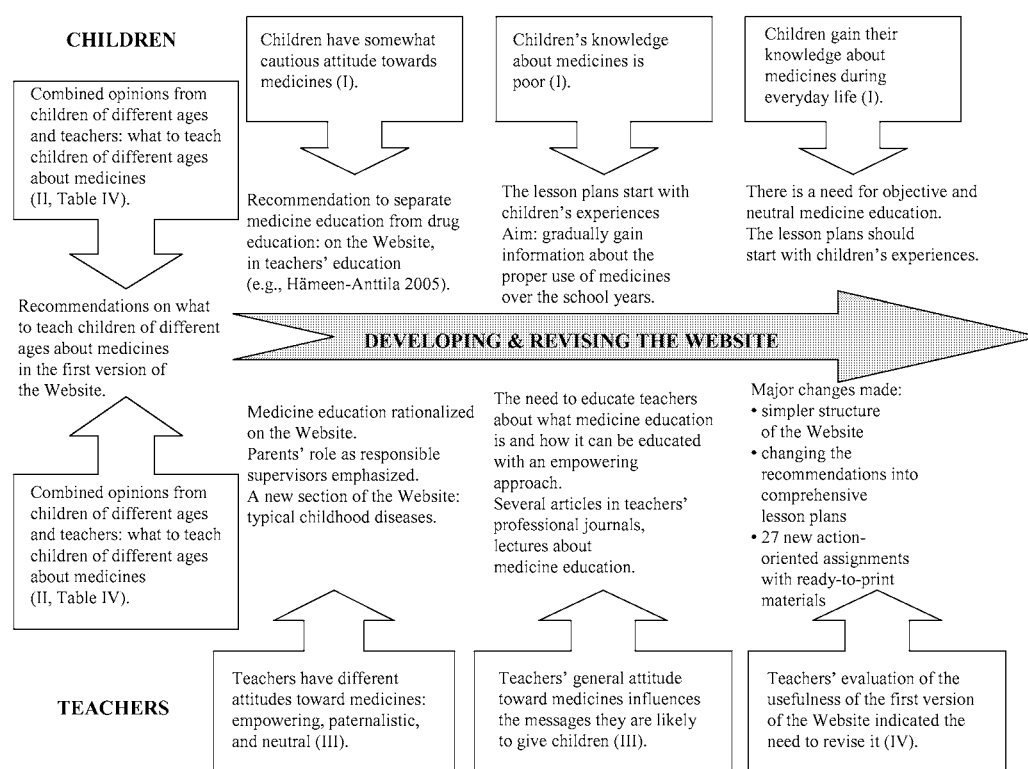 CHILDREN
Combined opinions from
children of different ages
and teachers: what to teach
children of different ages
about medicines
(II, Table IV).
Children have somewhat
cautious attitude towards
medicines (I).
Children's knowledge
about medicines is
poor (I).
Children gain their
knowledge about
medicines during
everyday life (I).
Recommendations on what
to teach children of different
ages about medicines
in the first version of
the Website.
Recommendation to separate
medicine education from drug
education: on the Website,
in teachers' education
(e.g., Hämeen-Anttila 2005).
The lesson plans start with
children's experiences
Aim: gradually gain
information about the
proper use of medicines
over the school years.
There is a need for objective and
neutral medicine education.
The lesson plans should
start with children's experiences.
DEVELOPING & REVISING THE WEBSITE
Medicine education rationalized
on the Website.
Parents' role as responsible
supervisors emphasized.
A new section of the Website:
typical childhood diseases.
The need to educate teachers
about what medicine education
is and how it can be educated
with an empowering
approach.
Several articles in teachers'
professional journals,
lectures about
medicine education.
Major changes made:
• simpler structure
of the Website
• changing the
recommendations into
comprehensive
lesson plans
• 27 new action-
oriented assignments
with ready-to-print
materials
Combined opinions from
children of different ages
and teachers: what to teach
children of different ages
about medicines
(II, Table IV).
TEACHERS
Teachers have different
attitudes toward medicines:
empowering, paternalistic,
and neutral (III).
Teachers' general attitude
toward medicines influences
the messages they are likely
to give children (III).
Teachers' evaluation of the
usefulness of the first version
of the Website indicated the
need to revise it (IV).